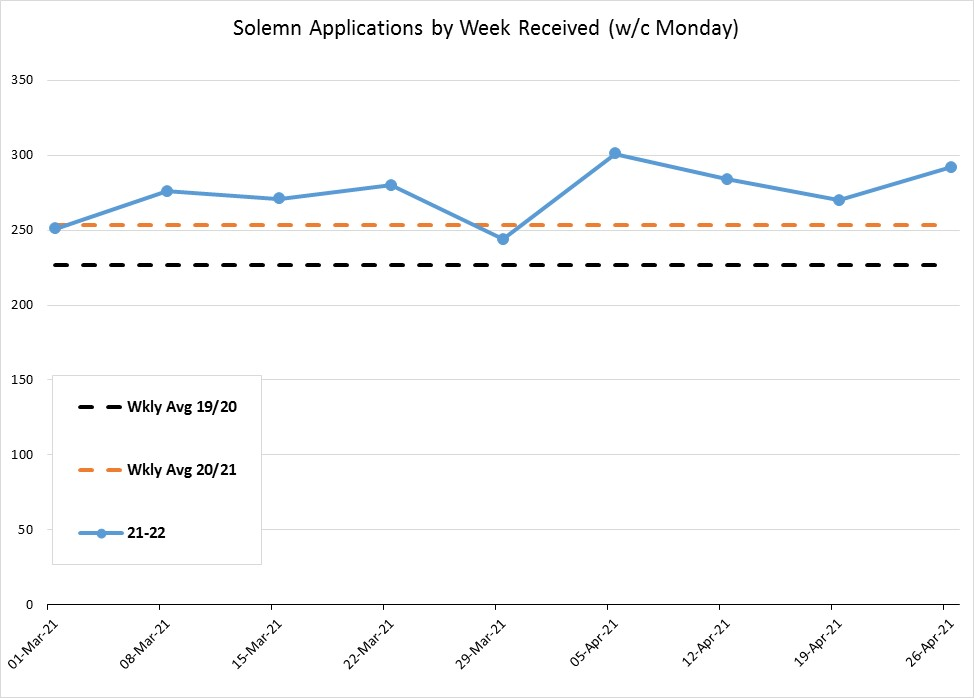 Solemn Applications by Week Received (w/c Monday)
350
300
250
200
150
100
50
0
Wkly Avg 19/20
Wkly Avg 20/21
21-22
01-Mar-21
08-Mar-21
15-Mar-21
22-Mar-21
29-Mar-21
05-Apr-21
12-Apr-21
19-Apr-21
26-Apr-21